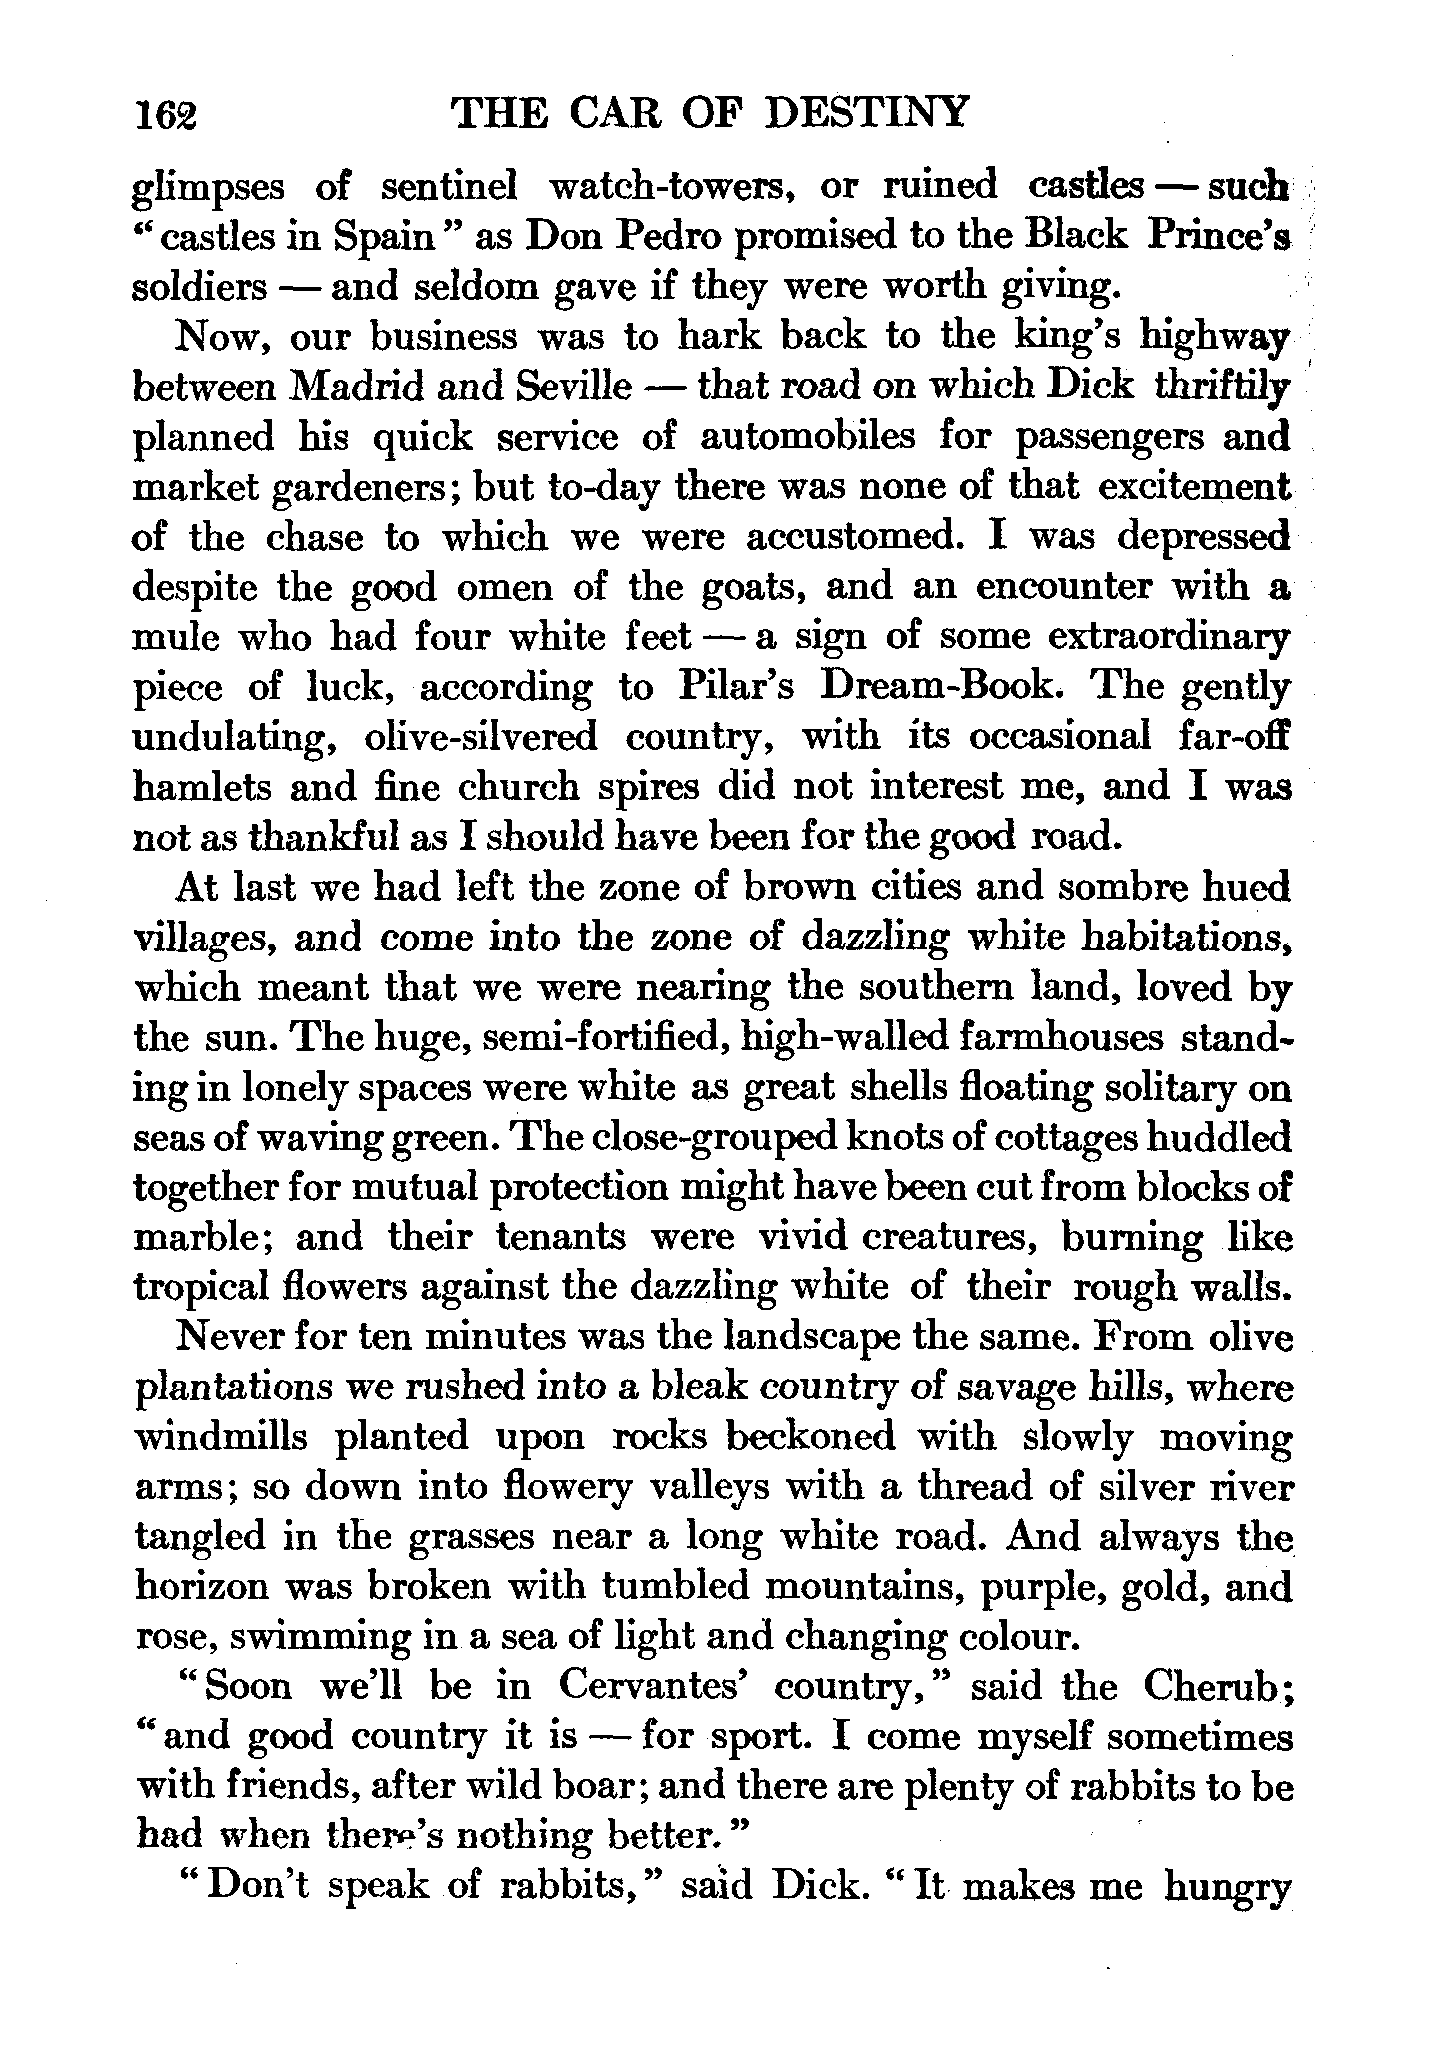 162 THE CAR OF DESTINY
glimpses of sentinel watch-towers, or ruined castles — such
“castles in Spain” as Don Pedro promised to the Black Prince’s
soldiers — and seldom gave if they were worth giving.
Now, our business was to hark back to the king’s highway
between Madrid and Seville — that road on which Dick thriftily
planned his quick service of automobiles for passengers and
market gardeners; but to-day there was none of that excitement
of the chase to which we were accustomed. I was depressed
despite the good omen of the goats, and an encounter with a
mule who had four white feet — a sign of some extraordinary
piece of luck, according to Pilar’s Dream-Book. The gently
undulating, olive-silvered country, with its occasional far-off
hamlets and fine church spires did not interest me, and I was
not as thankful as I should have been for the good road.
At last we had left the zone of brown cities and sombre hued
villages, and come into the zone of dazzling white habitations,
which meant that we were nearing the southern land, loved by
the sun. The huge, semi-fortified, high-walled farmhouses stand-
ing in lonely spaces were white as great shells floating solitary on
seas of waving green. The close-grouped knots of cottages huddled
together for mutual protection might have been cut from blocks of
marble; and their tenants were vivid creatures, burning like
tropical flowers against the dazzling white of their rough walls.
Never for ten minutes was the landscape the same. From olive
plantations we rushed into a bleak country of savage hills, where
windmills planted upon rocks beckoned with slowly moving
arms; so down into flowery valleys with a thread of silver river
tangled in the grasses near a long white road. And always the
horizon was broken with tumbled mountains, purple, gold, and
rose, swimming in a sea of light and changing colour.
“Soon we’ll be in Cervantes’ country,” said the Cherub;
“and good country it is — for sport. I come myself sometimes
with friends, after wild boar; and there are plenty of rabbits to be
had when there’s nothing better.”
“Don’t speak of rabbits,” said Dick. “It makes me hungry